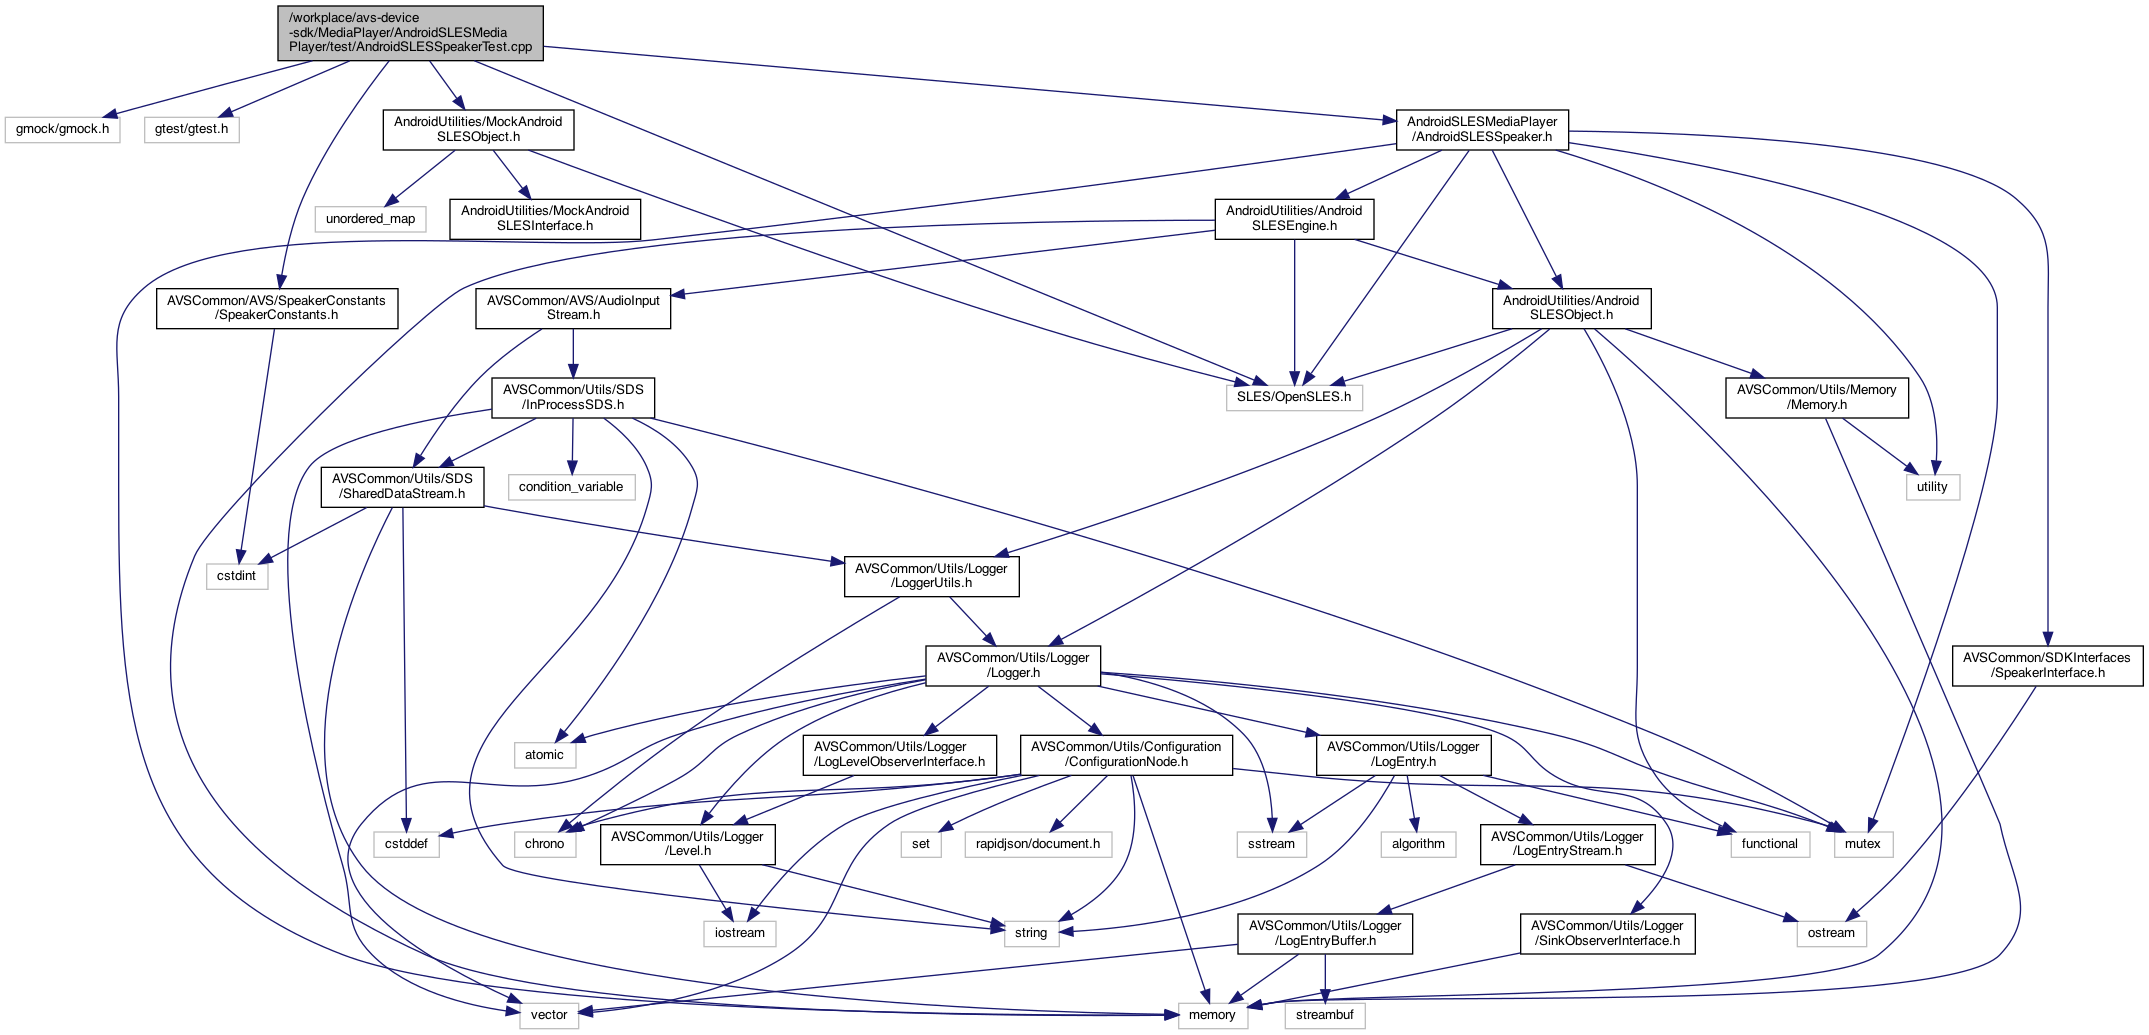 /workplace/avs-device
-sdk/MediaPlayer/AndroidSLESMedia
Player/test/AndroidSLESSpeakerTest.cpp
gmock/gmock.h
gtest/gtest.h
AndroidUtilities/MockAndroid
SLESObject.h
AndroidSLESMediaPlayer
/AndroidSLESSpeaker.h
unordered_map
AndroidUtilities/MockAndroid
SLESInterface.h
AndroidUtilities/Android
SLESEngine.h
AVSCommon/AVS/SpeakerConstants
/SpeakerConstants.h
AVSCommon/AVS/AudioInput
Stream.h
AndroidUtilities/Android
SLESObject.h
AVSCommon/Utils/SDS
/InProcessSDS.h
SLES/OpenSLES.h
AVSCommon/Utils/Memory
/Memory.h
AVSCommon/Utils/SDS
/SharedDataStream.h
condition_variable
utility
cstdint
AVSCommon/Utils/Logger
/LoggerUtils.h
AVSCommon/Utils/Logger
/Logger.h
AVSCommon/SDKInterfaces
/SpeakerInterface.h
atomic
AVSCommon/Utils/Logger
/LogLevelObserverInterface.h
AVSCommon/Utils/Configuration
/ConfigurationNode.h
AVSCommon/Utils/Logger
/LogEntry.h
cstddef
chrono
AVSCommon/Utils/Logger
/Level.h
set
rapidjson/document.h
sstream
algorithm
AVSCommon/Utils/Logger
/LogEntryStream.h
functional
mutex
iostream
string
AVSCommon/Utils/Logger
/LogEntryBuffer.h
AVSCommon/Utils/Logger
/SinkObserverInterface.h
ostream
vector
memory
streambuf